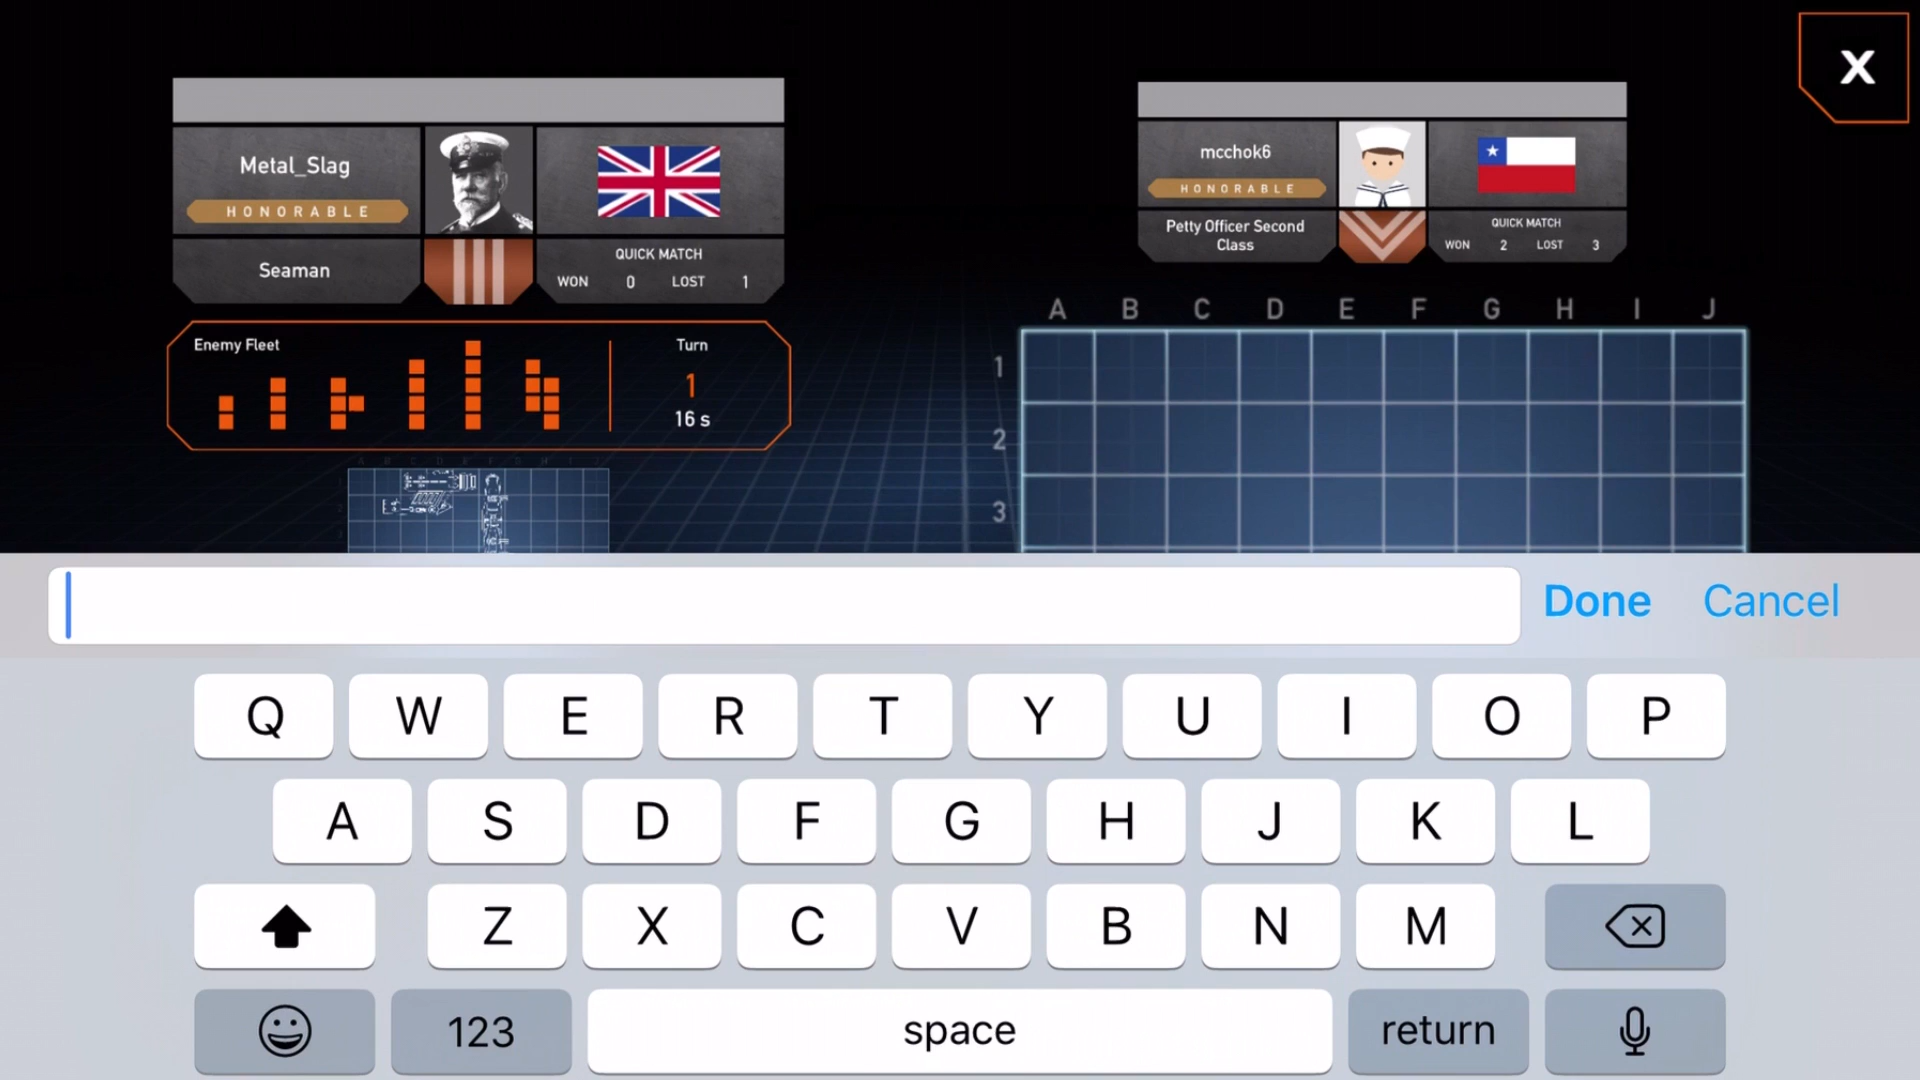 X
Metal_Slag
HONORABLE
Seaman
QUICK MATCH
WON 0 LOST 1
mcchok6
HONORABLE
Petty Officer Second
Class
QUICK MATCH
WON 2 LOST 3
Enemy Fleet
Turn
1
16 s
A B C D E F G H I J
1
2
3
Done Cancel
Q W E R T Y U I O P
A S D F G H J K L
Z X C V B N M
123 space return